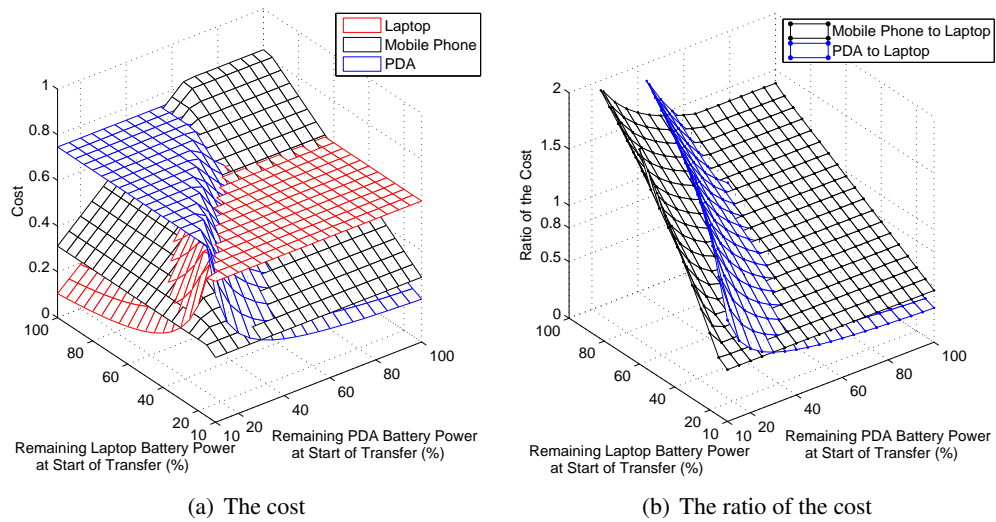 Laptop
Mobile Phone
PDA
1
0.8
0.6
0.4
0.2
0
Cost
100
80
60
40
20
10
10
20
40
60
80
100
Remaining Laptop Battery Power
at Start of Transfer (%)
Remaining PDA Battery Power
at Start of Transfer (%)
(a) The cost
Mobile Phone to Laptop
PDA to Laptop
2
1.5
1
0.8
0.5
0
Ratio of the Cost
100
80
60
40
20
10
10
20
40
60
80
100
Remaining Laptop Battery Power
at Start of Transfer (%)
Remaining PDA Battery Power
at Start of Transfer (%)
(b) The ratio of the cost